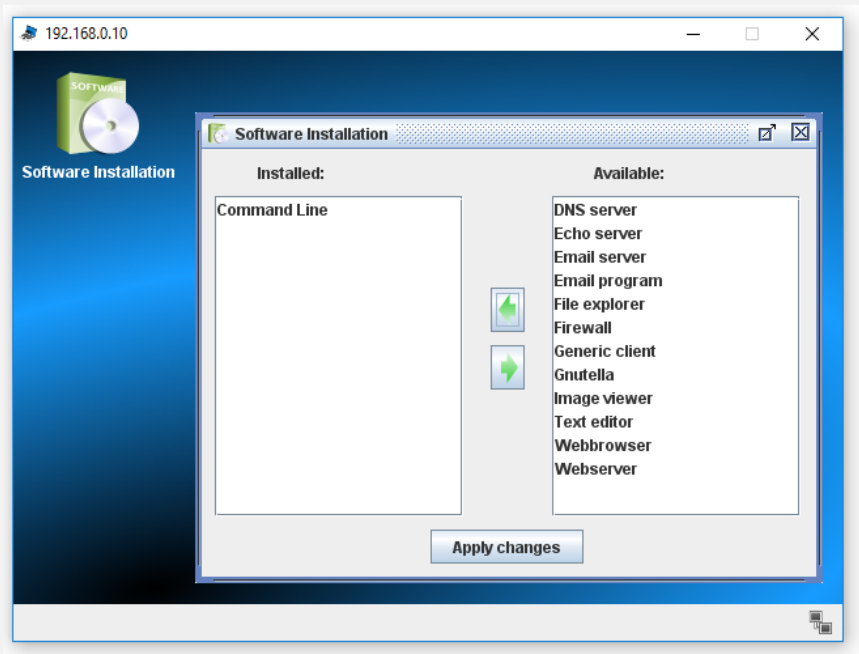 192.168.0.10
SOFTWARE
Software Installation
Software Installation
Installed:
Available:
Command Line
DNS server
Echo server
Email server
Email program
File explorer
Firewall
Generic client
Gnutella
Image viewer
Text editor
Webbrowser
Webserver
Apply changes